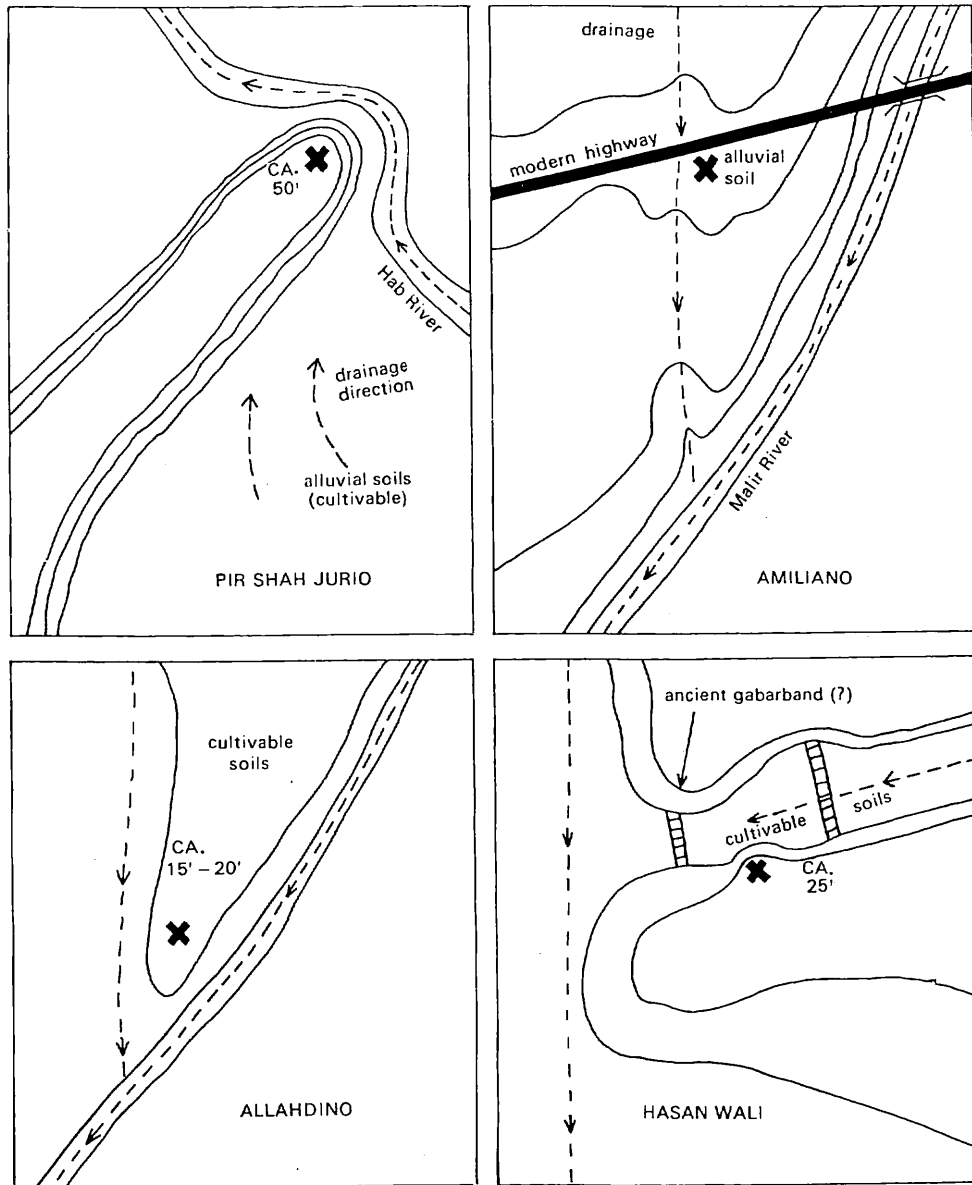 CA.
50'
Hab River
drainage
direction
alluvial soils
(cultivable)
PIR SHAH JURIO
drainage
modern highway
alluvial
soil
Malir River
AMILIANO
cultivable
soils
CA.
15' – 20'
ALLAHDINO
ancient gabarband (?)
cultivable soils
CA.
25'
HASAN WALI